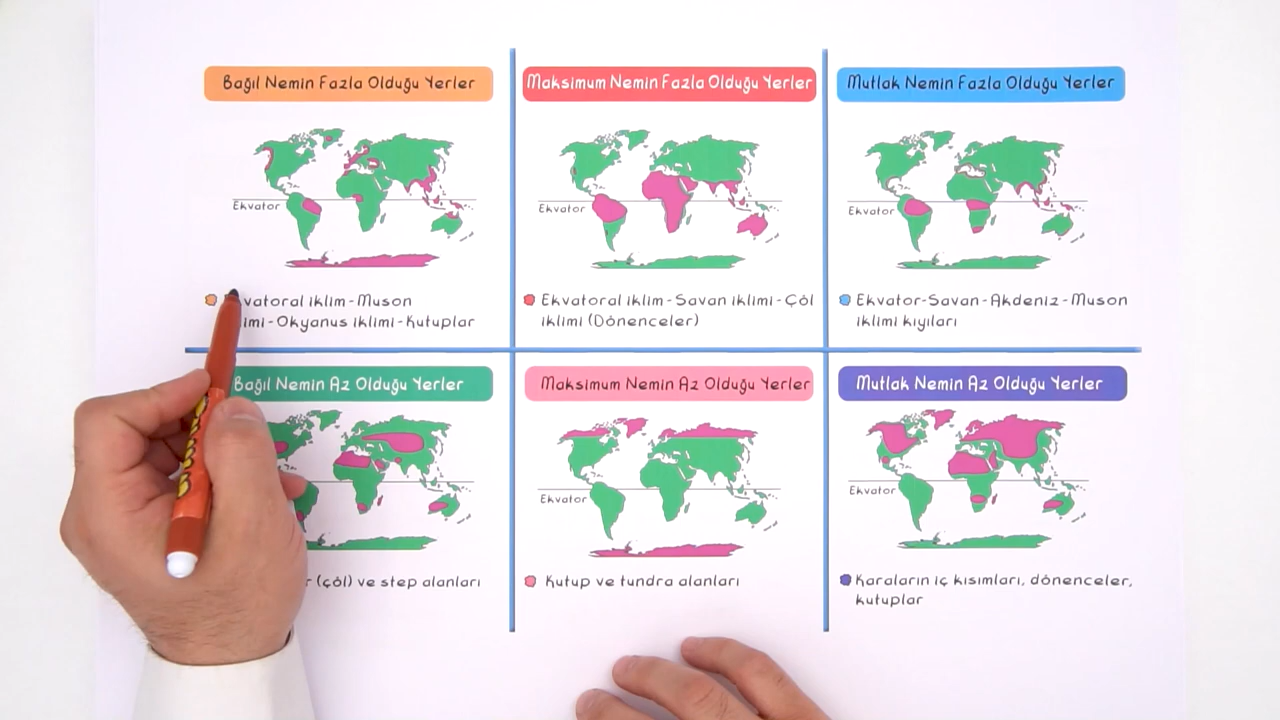 Bağıl Nemin Fazla Olduğu Yerler
Ekvator
vatoral iklim-Muson
imi-Okyanus iklimi-Kutuplar
Maksimum Nemin Fazla Olduğu Yerler
Ekvator
Ekvatoral iklim-Savan iklimi-Çöl
iklimi (Dönenceler)
Mutlak Nemin Fazla Olduğu Yerler
Ekvator
Ekvator-Savan-Akdeniz-Muson
iklimi kıyıları
Bağıl Nemin Az Olduğu Yerler
(çöl) ve step alanları
Maksimum Nemin Az Olduğu Yerler
Ekvator
Kutup ve tundra alanları
Mutlak Nemin Az Olduğu Yerler
Ekvator
Karaların iç kısımları, dönenceler,
kutuplar